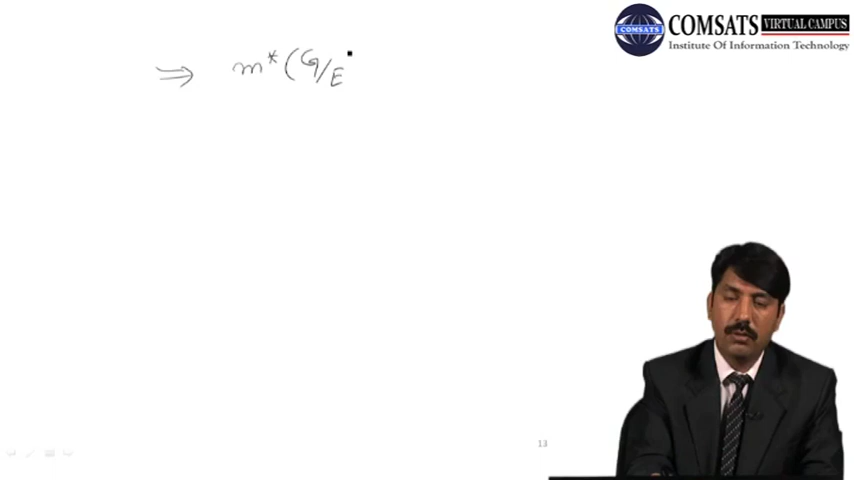 COMSATS VIRTUAL CAMPUS
COMSATS
Institute Of Information Technology
⇒ m*(G/E
13